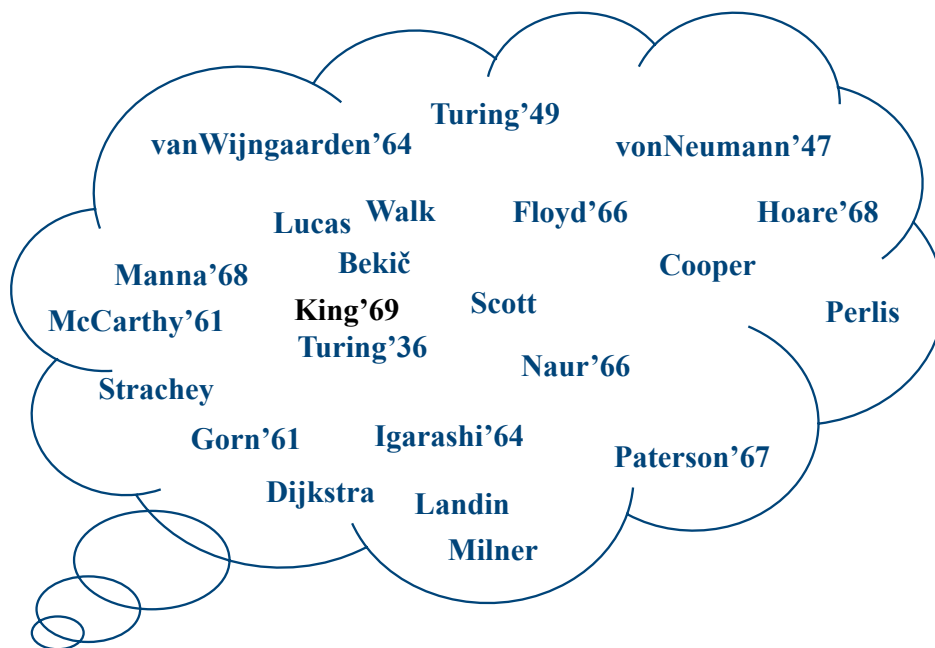 Turing’49
vanWijngaarden’64
vonNeumann’47
Walk
Floyd’66
Hoare’68
Lucas
Bekič
Cooper
Manna’68
Scott
King’69
Perlis
McCarthy’61
Turing’36
Naur’66
Strachey
Gorn’61
Igarashi’64
Paterson’67
Dijkstra
Landin
Milner